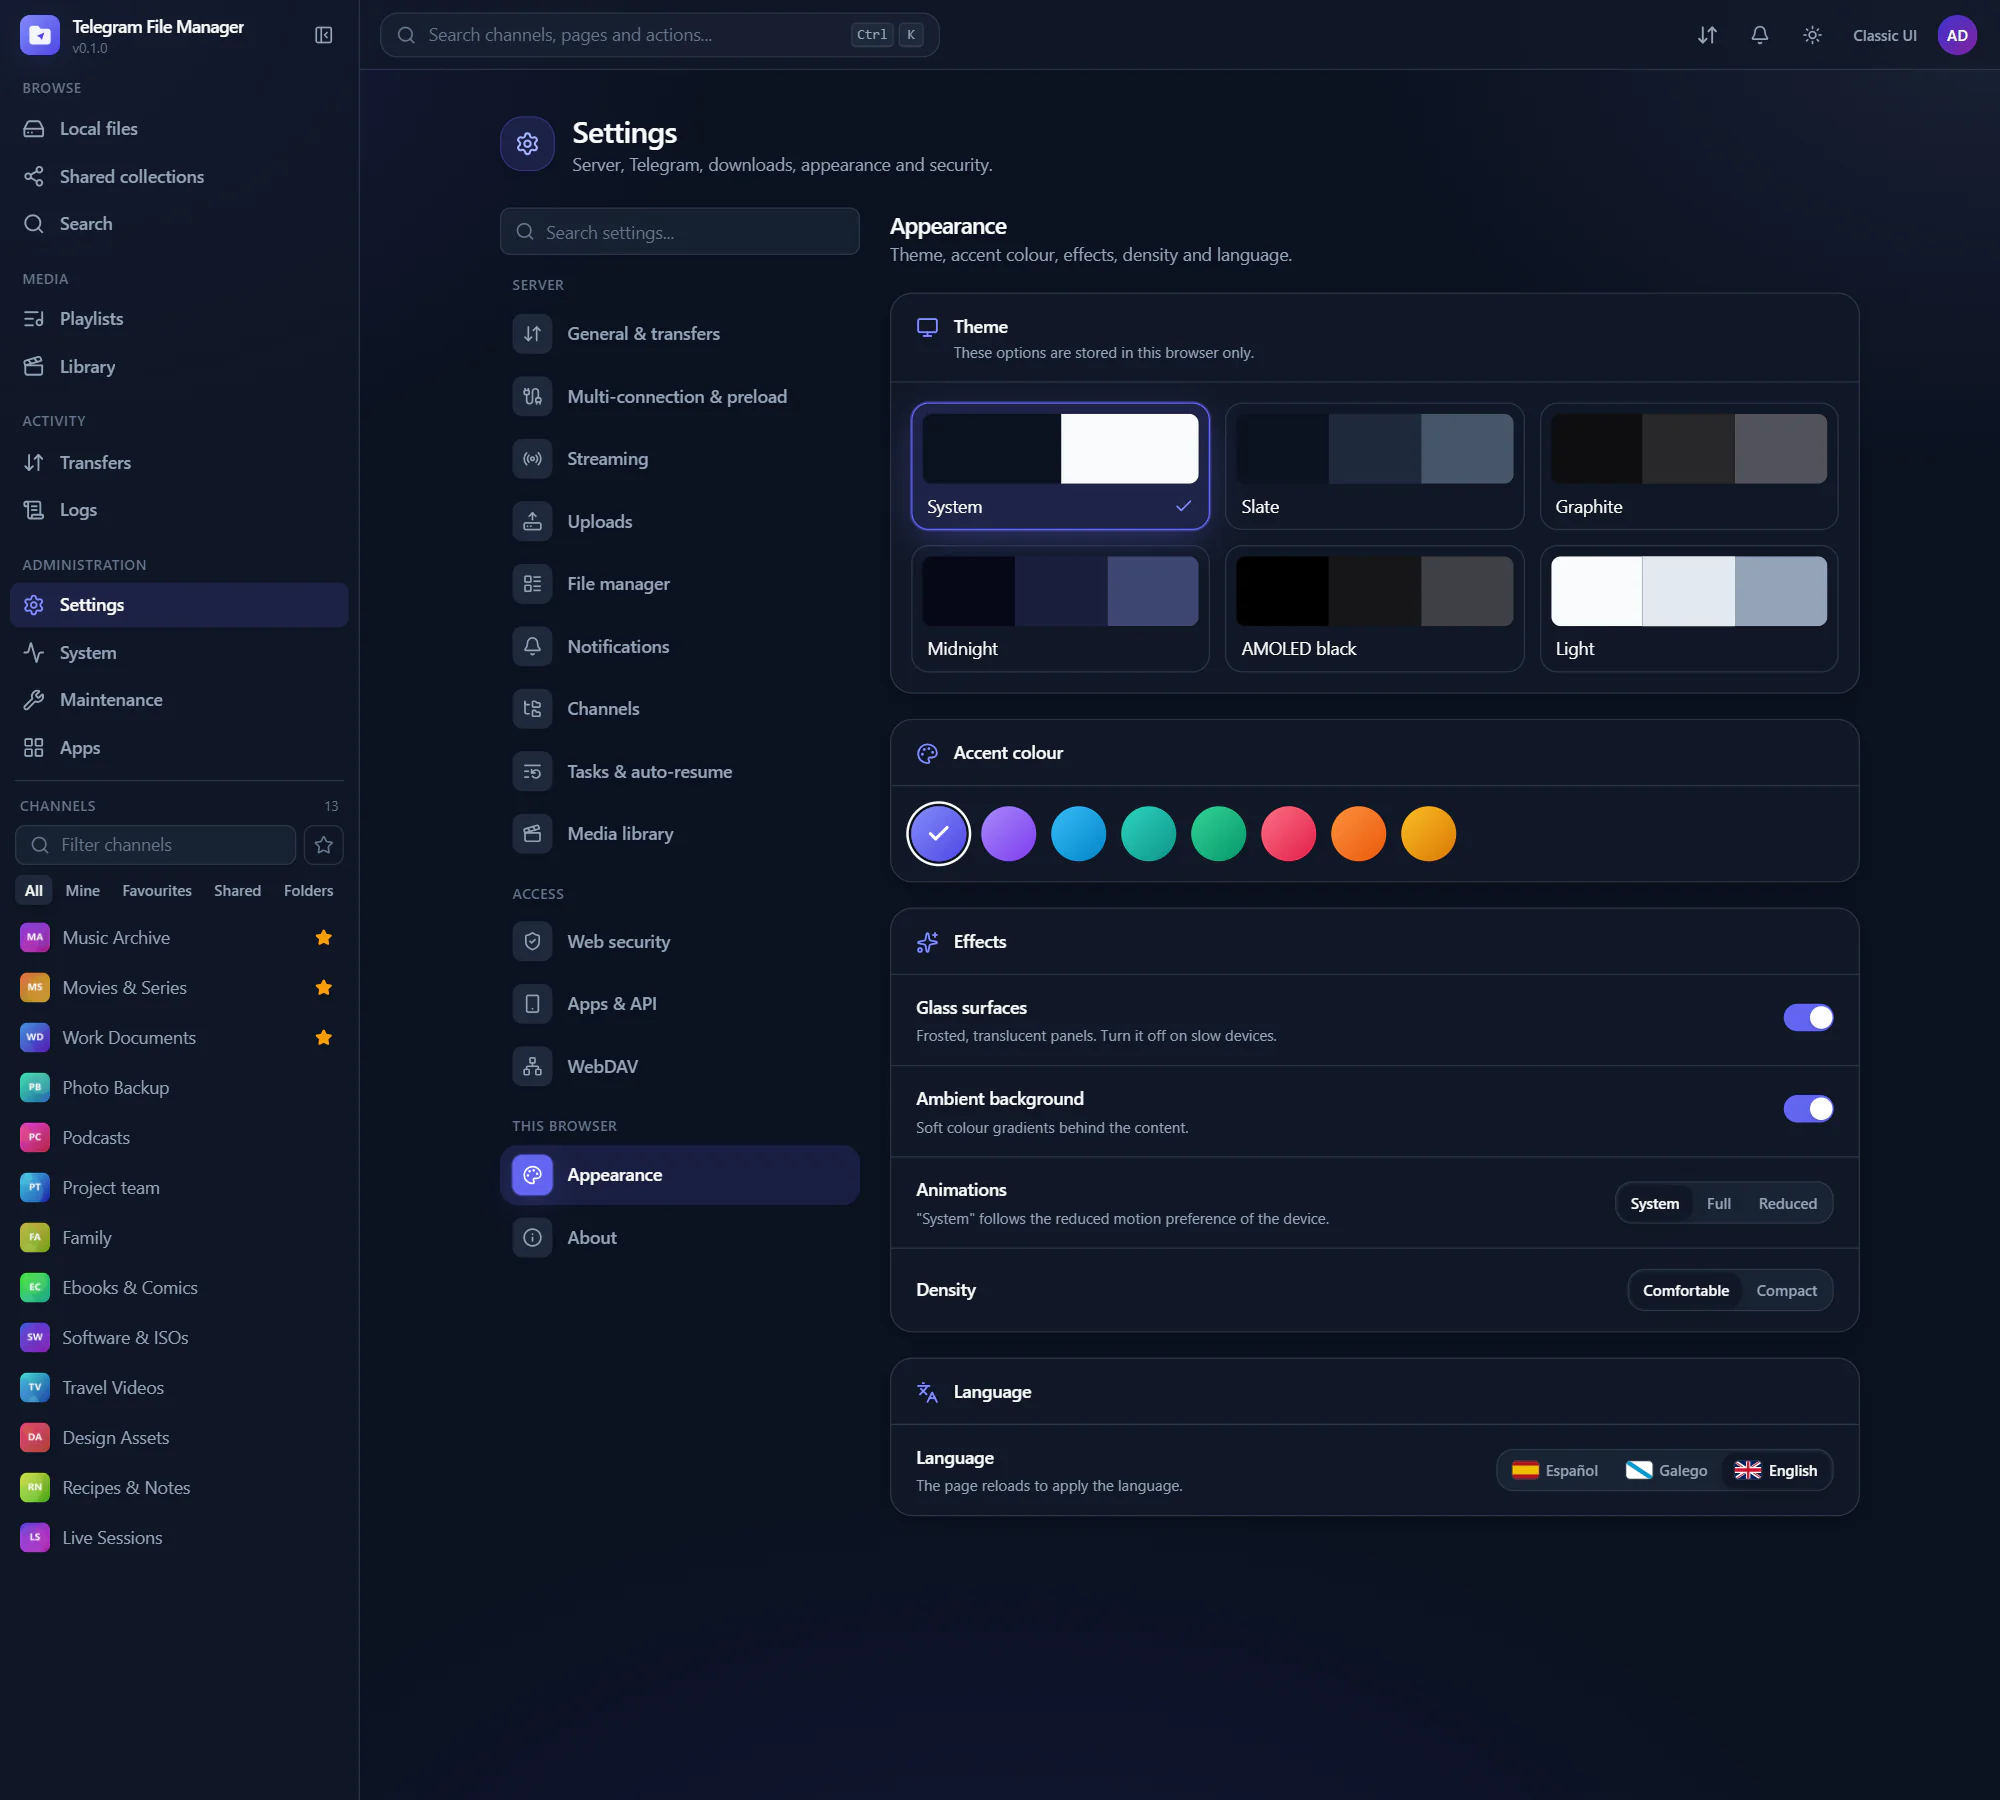 Telegram File Manager
v0.1.0
BROWSE
Local files
Shared collections
Search
MEDIA
Playlists
Library
ACTIVITY
Transfers
Logs
ADMINISTRATION
Settings
System
Maintenance
Apps
CHANNELS 13
Filter channels
All Mine Favourites Shared Folders
MA Music Archive
MS Movies & Series
WD Work Documents
PB Photo Backup
PC Podcasts
PT Project team
FA Family
EC Ebooks & Comics
SW Software & ISOs
TV Travel Videos
DA Design Assets
RN Recipes & Notes
LS Live Sessions
Search channels, pages and actions... Ctrl K
Classic UI AD
Settings
Server, Telegram, downloads, appearance and security.
Search settings...
SERVER
General & transfers
Multi-connection & preload
Streaming
Uploads
File manager
Notifications
Channels
Tasks & auto-resume
Media library
ACCESS
Web security
Apps & API
WebDAV
THIS BROWSER
Appearance
About
Appearance
Theme, accent colour, effects, density and language.
Theme
These options are stored in this browser only.
System Slate Graphite
Midnight AMOLED black Light
Accent colour
Effects
Glass surfaces
Frosted, translucent panels. Turn it off on slow devices.
Ambient background
Soft colour gradients behind the content.
Animations
"System" follows the reduced motion preference of the device.
System Full Reduced
Density
Comfortable Compact
Language
Language
The page reloads to apply the language.
Español Galego English